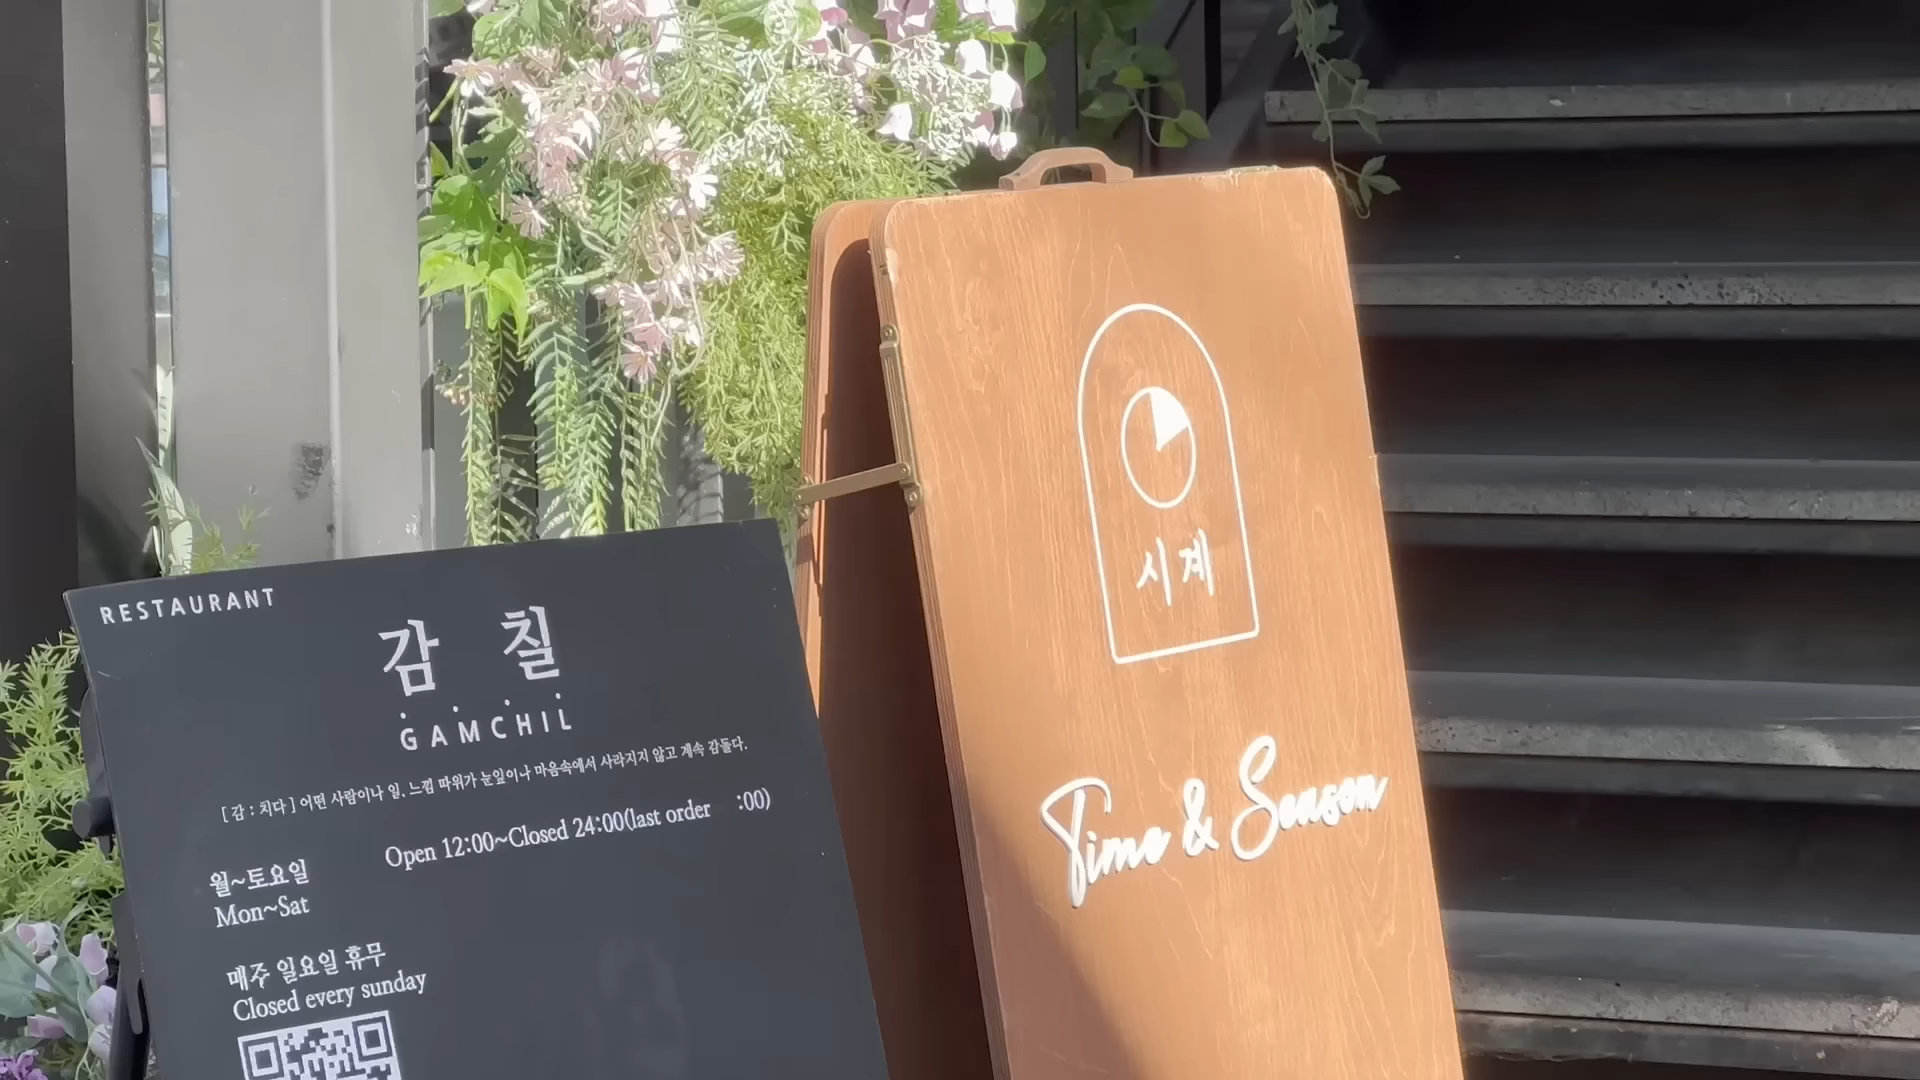 RESTAURANT
감 칠
GAMCHIL
[ 감 : 치다 ] 어떤 사람이나 일, 느낌 따위가 눈앞이나 마음속에서 사라지지 않고 계속 감돌다.
Open 12:00~Closed 24:00(last order :00)
월~토요일
Mon~Sat
매주 일요일 휴무
Closed every sunday
시계
Time & Season